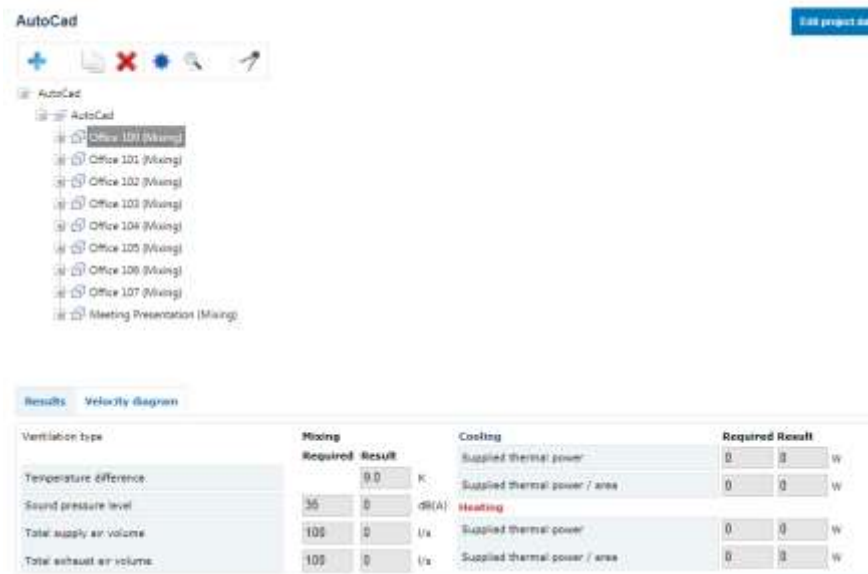 AutoCad
Edit project da
AutoCad
AutoCad
Office 100 (Mixing)
Office 101 (Mixing)
Office 102 (Mixing)
Office 103 (Mixing)
Office 104 (Mixing)
Office 105 (Mixing)
Office 106 (Mixing)
Office 107 (Mixing)
Meeting Presentation (Mixing)
Results Velocity diagram
Ventilation type Mixing Cooling Required Result
Required Result Supplied thermal power 0 0 W
Temperature difference 9.0 K Supplied thermal power / area 0 0 W
Sound pressure level 35 0 dB(A) Heating
Total supply air volume 100 0 l/s Supplied thermal power 0 0 W
Total exhaust air volume 100 0 l/s Supplied thermal power / area 0 0 W